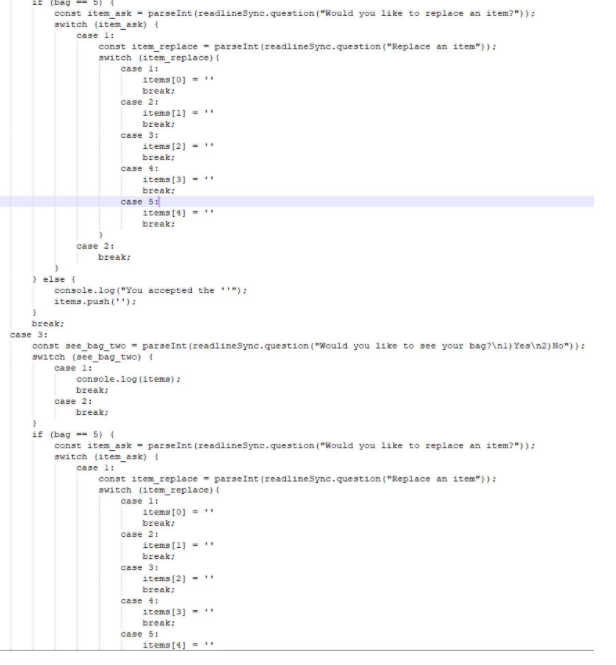 if (bag == 5) {
const item_ask = parseInt(readlineSync.question("Would you like to replace an item?"));
switch (item_ask) {
case 1:
const item_replace = parseInt(readlineSync.question("Replace an item"));
switch (item_replace){
case 1:
items[0] = ''
break;
case 2:
items[1] = ''
break;
case 3:
items[2] = ''
break;
case 4:
items[3] = ''
break;
case 5:
items[4] = ''
break;
}
case 2:
break;
}
} else {
console.log("You accepted the ''");
items.push('');
}
break;
case 3:
const see_bag_two = parseInt(readlineSync.question("Would you like to see your bag?\n1)Yes\n2)No"));
switch (see_bag_two) {
case 1:
console.log(items);
break;
case 2:
break;
}
if (bag == 5) {
const item_ask = parseInt(readlineSync.question("Would you like to replace an item?"));
switch (item_ask) {
case 1:
const item_replace = parseInt(readlineSync.question("Replace an item"));
switch (item_replace){
case 1:
items[0] = ''
break;
case 2:
items[1] = ''
break;
case 3:
items[2] = ''
break;
case 4:
items[3] = ''
break;
case 5:
items[4] = ''